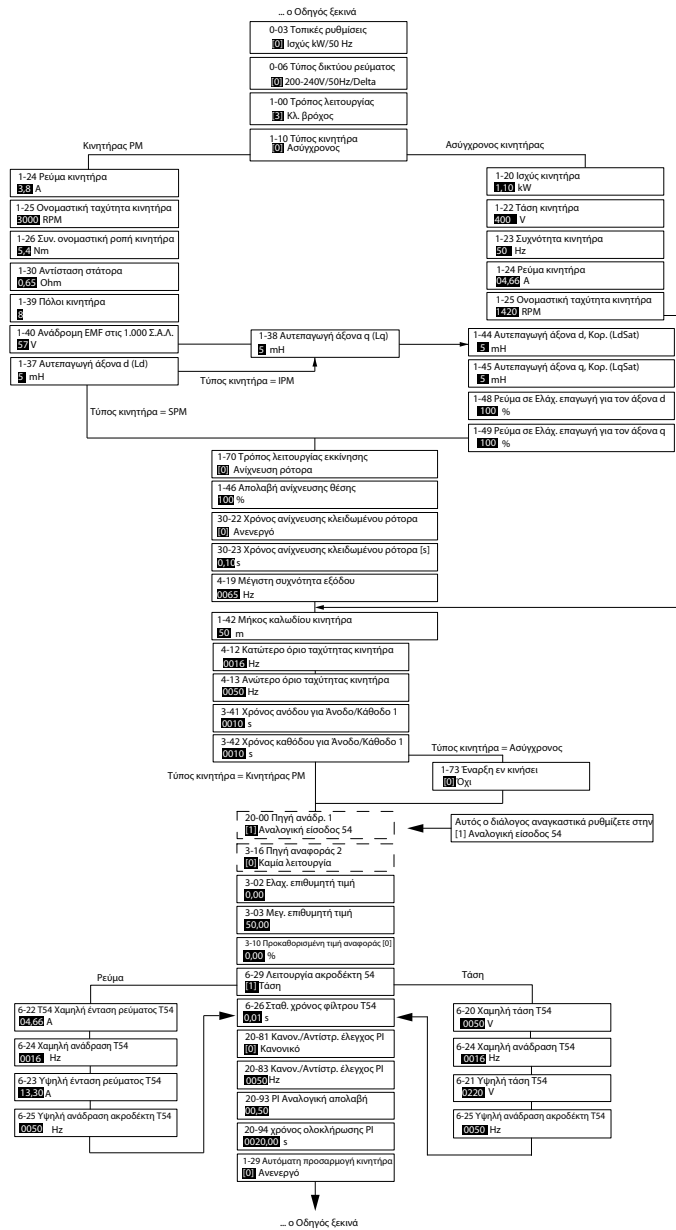 ... ο Οδηγός ξεκινά
0-03 Τοπικές ρυθμίσεις
[0] Ισχύς kW/50 Hz
0-06 Τύπος δικτύου ρεύματος
[0] 200-240V/50Hz/Delta
1-00 Τρόπος λειτουργίας
[3] Κλ. βρόχος
1-10 Τύπος κινητήρα
[0] Ασύγχρονος
Κινητήρας PM
Ασύγχρονος κινητήρας
1-24 Ρεύμα κινητήρα
3,8 A
1-25 Ονομαστική ταχύτητα κινητήρα
3000 RPM
1-26 Συν. ονομαστική ροπή κινητήρα
5,4 Nm
1-30 Αντίσταση στάτορα
0,65 Ohm
1-39 Πόλοι κινητήρα
8
1-40 Ανάδρομη EMF στις 1.000 Σ.Α.Λ.
57 V
1-37 Αυτεπαγωγή άξονα d (Ld)
5 mH
1-20 Ισχύς κινητήρα
1,10 kW
1-22 Τάση κινητήρα
400 V
1-23 Συχνότητα κινητήρα
50 Hz
1-24 Ρεύμα κινητήρα
04,66 A
1-25 Ονομαστική ταχύτητα κινητήρα
1420 RPM
1-38 Αυτεπαγωγή άξονα q (Lq)
5 mH
Τύπος κινητήρα = IPM
1-44 Αυτεπαγωγή άξονα d, Κορ. (LdSat)
5 mH
1-45 Αυτεπαγωγή άξονα q, Κορ. (LqSat)
5 mH
1-48 Ρεύμα σε Ελάχ. επαγωγή για τον άξονα d
100 %
1-49 Ρεύμα σε Ελάχ. επαγωγή για τον άξονα q
100 %
Τύπος κινητήρα = SPM
1-70 Τρόπος λειτουργίας εκκίνησης
[0] Ανίχνευση ρότορα
1-46 Απολαβή ανίχνευσης θέσης
100 %
30-22 Χρόνος ανίχνευσης κλειδωμένου ρότορα
[0] Ανενεργό
30-23 Χρόνος ανίχνευσης κλειδωμένου ρότορα [s]
0,10 s
4-19 Μέγιστη συχνότητα εξόδου
0065 Hz
1-42 Μήκος καλωδίου κινητήρα
50 m
4-12 Κατώτερο όριο ταχύτητας κινητήρα
0016 Hz
4-13 Ανώτερο όριο ταχύτητας κινητήρα
0050 Hz
3-41 Χρόνος ανόδου για Άνοδο/Κάθοδο 1
0010 s
3-42 Χρόνος καθόδου για Άνοδο/Κάθοδο 1
0010 s
Τύπος κινητήρα = Ασύγχρονος
1-73 Έναρξη εν κινήσει
[0] Όχι
Τύπος κινητήρα = Κινητήρας PM
20-00 Πηγή ανάδρ. 1
[1] Αναλογική είσοδος 54
Αυτός ο διάλογος αναγκαστικά ρυθμίζετε στην
[1] Αναλογική είσοδος 54
3-16 Πηγή αναφοράς 2
[0] Καμία λειτουργία
3-02 Ελαχ. επιθυμητή τιμή
0,00
3-03 Μεγ. επιθυμητή τιμή
50,00
3-10 Προκαθορισμένη τιμή αναφοράς [0]
0,00 %
Ρεύμα
6-29 Λειτουργία ακροδέκτη 54
[1] Τάση
Τάση
6-22 T54 Χαμηλή ένταση ρεύματος T54
04,66 A
6-24 Χαμηλή ανάδραση T54
0016 Hz
6-23 Υψηλή ένταση ρεύματος T54
13,30 A
6-25 Υψηλή ανάδραση ακροδέκτη T54
0050 Hz
6-26 Σταθ. χρόνος φίλτρου T54
0,01 s
20-81 Κανον./Αντίστρ. έλεγχος PI
[0] Κανονικό
20-83 Κανον./Αντίστρ. έλεγχος PI
0050 Hz
20-93 PI Αναλογική απολαβή
00,50
20-94 χρόνος ολοκλήρωσης PI
0020,00 s
1-29 Αυτόματη προσαρμογή κινητήρα
[0] Ανενεργό
6-20 Χαμηλή τάση T54
0050 V
6-24 Χαμηλή ανάδραση T54
0016 Hz
6-21 Υψηλή τάση T54
0220 V
6-25 Υψηλή ανάδραση ακροδέκτη T54
0050 Hz
... ο Οδηγός ξεκινά